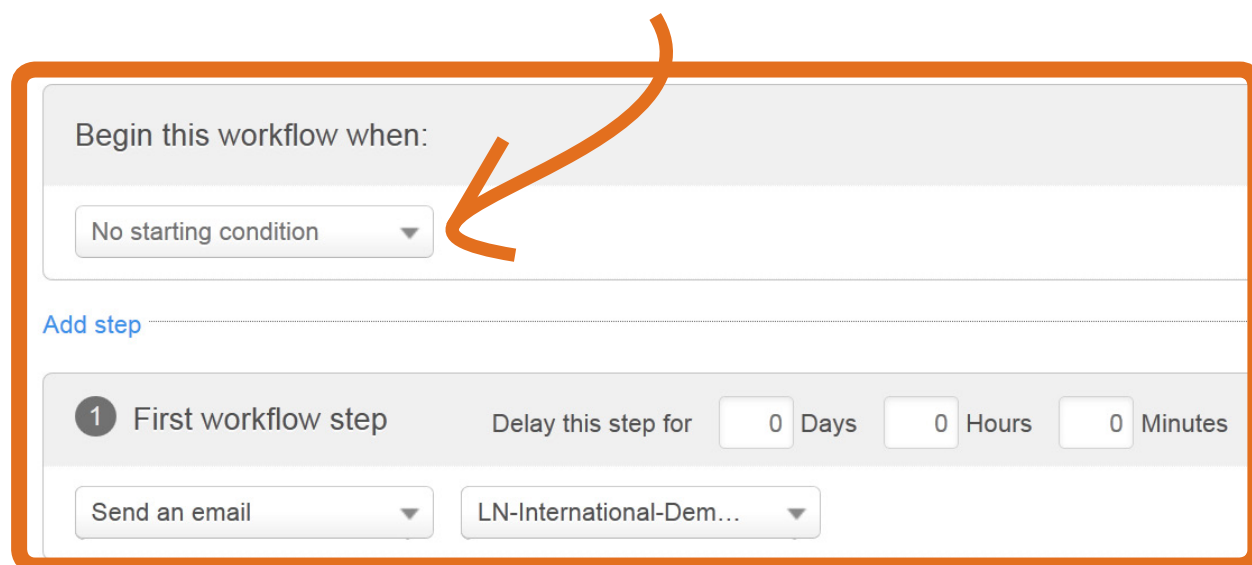 Begin this workflow when:
No starting condition
Add step
1 First workflow step Delay this step for 0 Days 0 Hours 0 Minutes
Send an email LN-International-Dem...